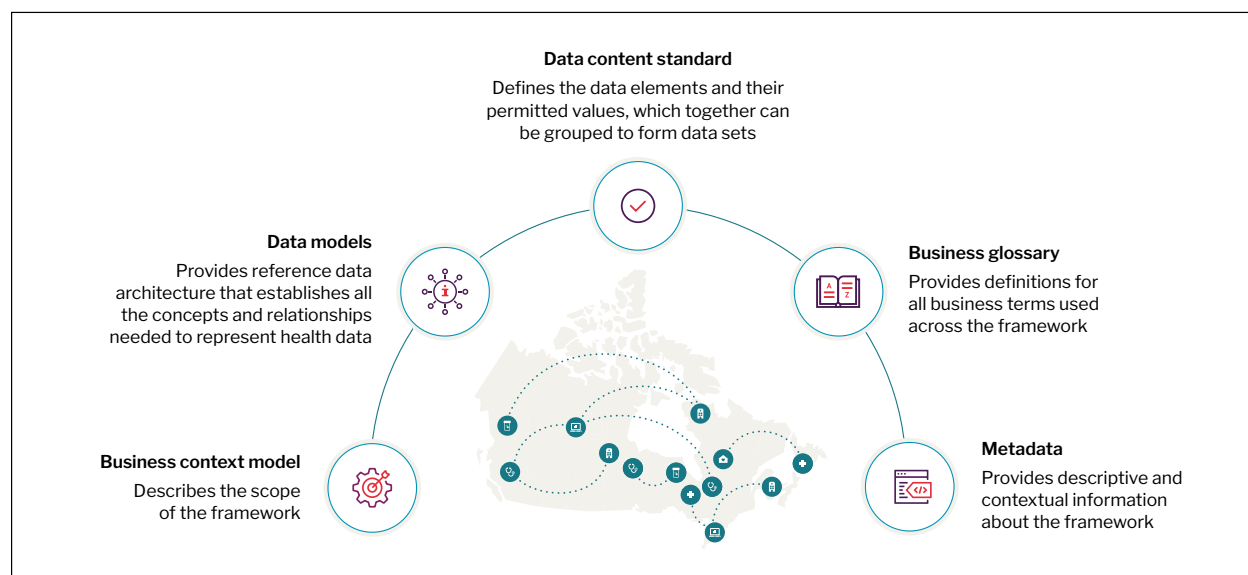 Data content standard
Defines the data elements and their
permitted values, which together can
be grouped to form data sets
Data models
Provides reference data
architecture that establishes all
the concepts and relationships
needed to represent health data
Business glossary
Provides definitions for
all business terms used
across the framework
Business context model
Describes the scope
of the framework
Metadata
Provides descriptive and
contextual information
about the framework
A
Z
i